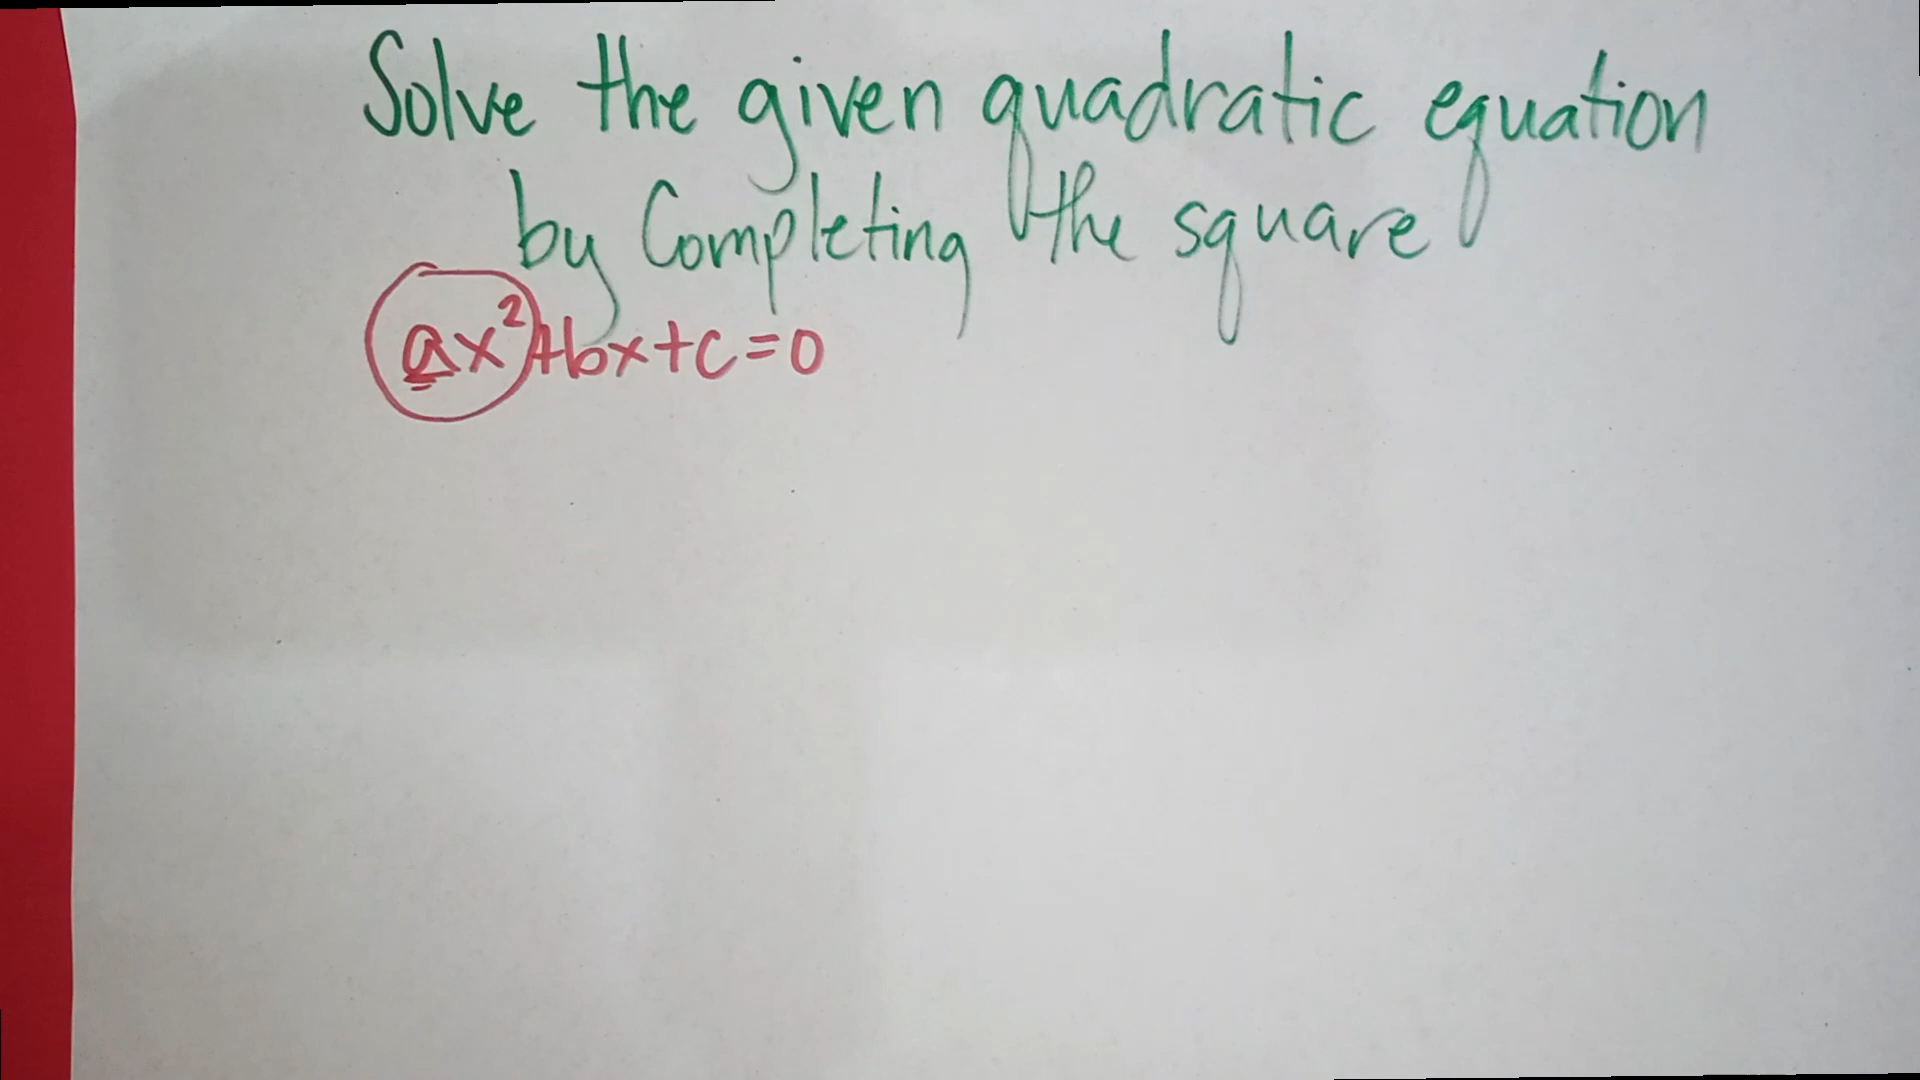 Solve the given quadratic equation
by Completing the square
ax²+bx+c=0